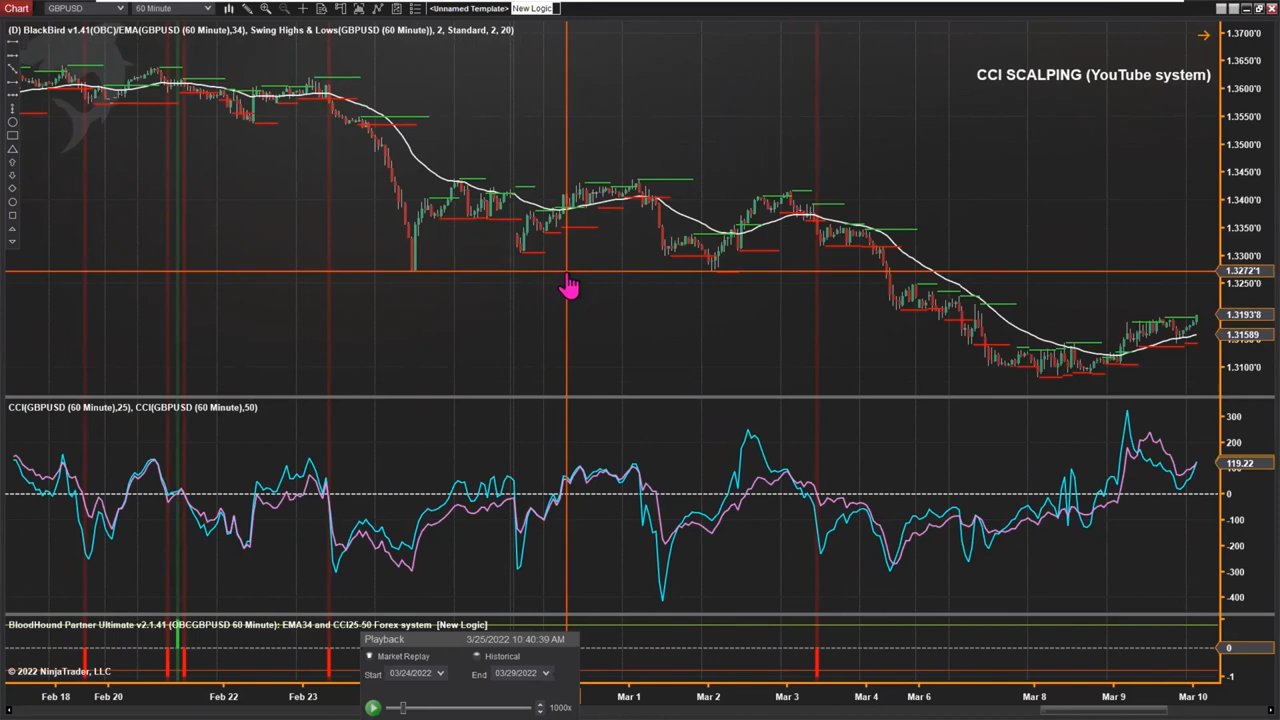 Chart GBPUSD 60 Minute <Unnamed Template> New Logic
(D) BlackBird v1.41(OBC)/EMA(GBPUSD (60 Minute),34), Swing Highs & Lows(GBPUSD (60 Minute)), 2, Standard, 2, 20)
CCI SCALPING (YouTube system)
1.3700'0
1.3650'0
1.3600'0
1.3550'0
1.3500'0
1.3450'0
1.3400'0
1.3350'0
1.3300'0
1.3272'1
1.3250'0
1.3193'8
1.31589
1.3100'0
CCI(GBPUSD (60 Minute),25), CCI(GBPUSD (60 Minute),50)
300
200
119.22
0
-100
-200
-300
-400
BloodHound Partner Ultimate v2.1.41 (OBCGBPUSD 60 Minute): EMA34 and CCI25-50 Forex system [New Logic]
Playback 3/25/2022 10:40:39 AM
Market Replay Historical
Start 03/24/2022 End 03/29/2022
1000x
0
-1
© 2022 NinjaTrader, LLC
Feb 18 Feb 20 Feb 22 Feb 23 Mar 1 Mar 2 Mar 3 Mar 4 Mar 6 Mar 8 Mar 9 Mar 10